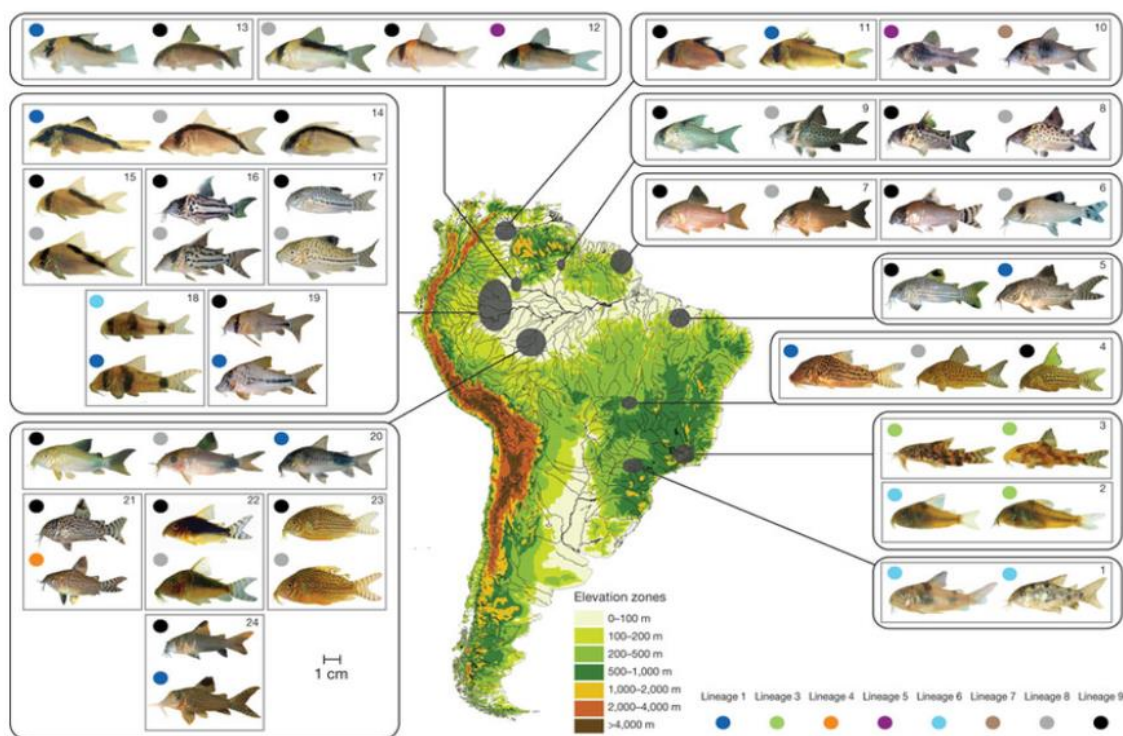 13
12
11
10
14
9
8
15
16
17
7
6
18
19
5
4
20
3
21
22
23
2
24
1
1 cm
Elevation zones
0–100 m
100–200 m
200–500 m
500–1,000 m
1,000–2,000 m
2,000–4,000 m
>4,000 m
Lineage 1 Lineage 3 Lineage 4 Lineage 5 Lineage 6 Lineage 7 Lineage 8 Lineage 9